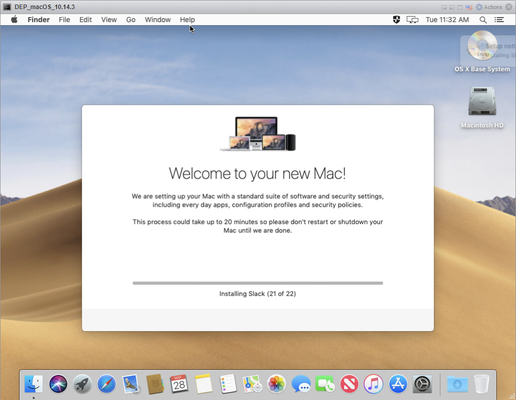 DEP_macOS_10.14.3
Actions
Finder File Edit View Go Window Help
Tue 11:32 AM
OS X Base System
Macintosh HD
Welcome to your new Mac!
We are setting up your Mac with a standard suite of software and security settings,
including every day apps, configuration profiles and security policies.
This process could take up to 20 minutes so please don't restart or shutdown your
Mac until we are done.
Installing Slack (21 of 22)
28